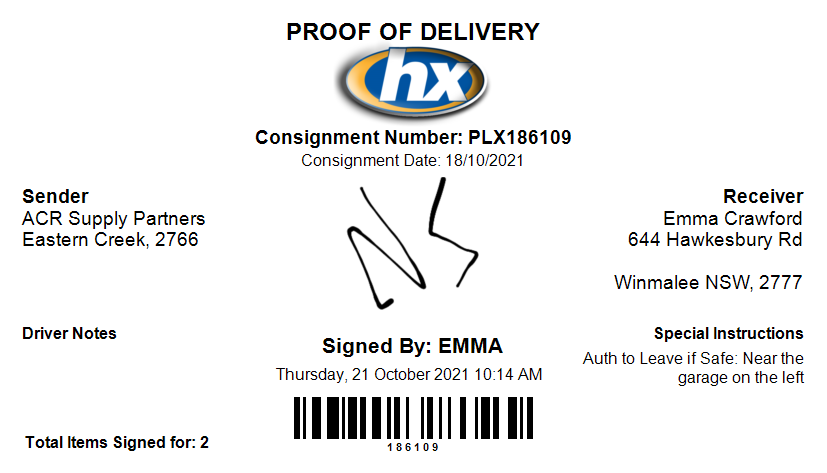 PROOF OF DELIVERY
hx
Consignment Number: PLX186109
Consignment Date: 18/10/2021
Sender
ACR Supply Partners
Eastern Creek, 2766
Receiver
Emma Crawford
644 Hawkesbury Rd
Winmalee NSW, 2777
Driver Notes
Signed By: EMMA
Thursday, 21 October 2021 10:14 AM
Special Instructions
Auth to Leave if Safe: Near the
garage on the left
Total Items Signed for: 2
186109